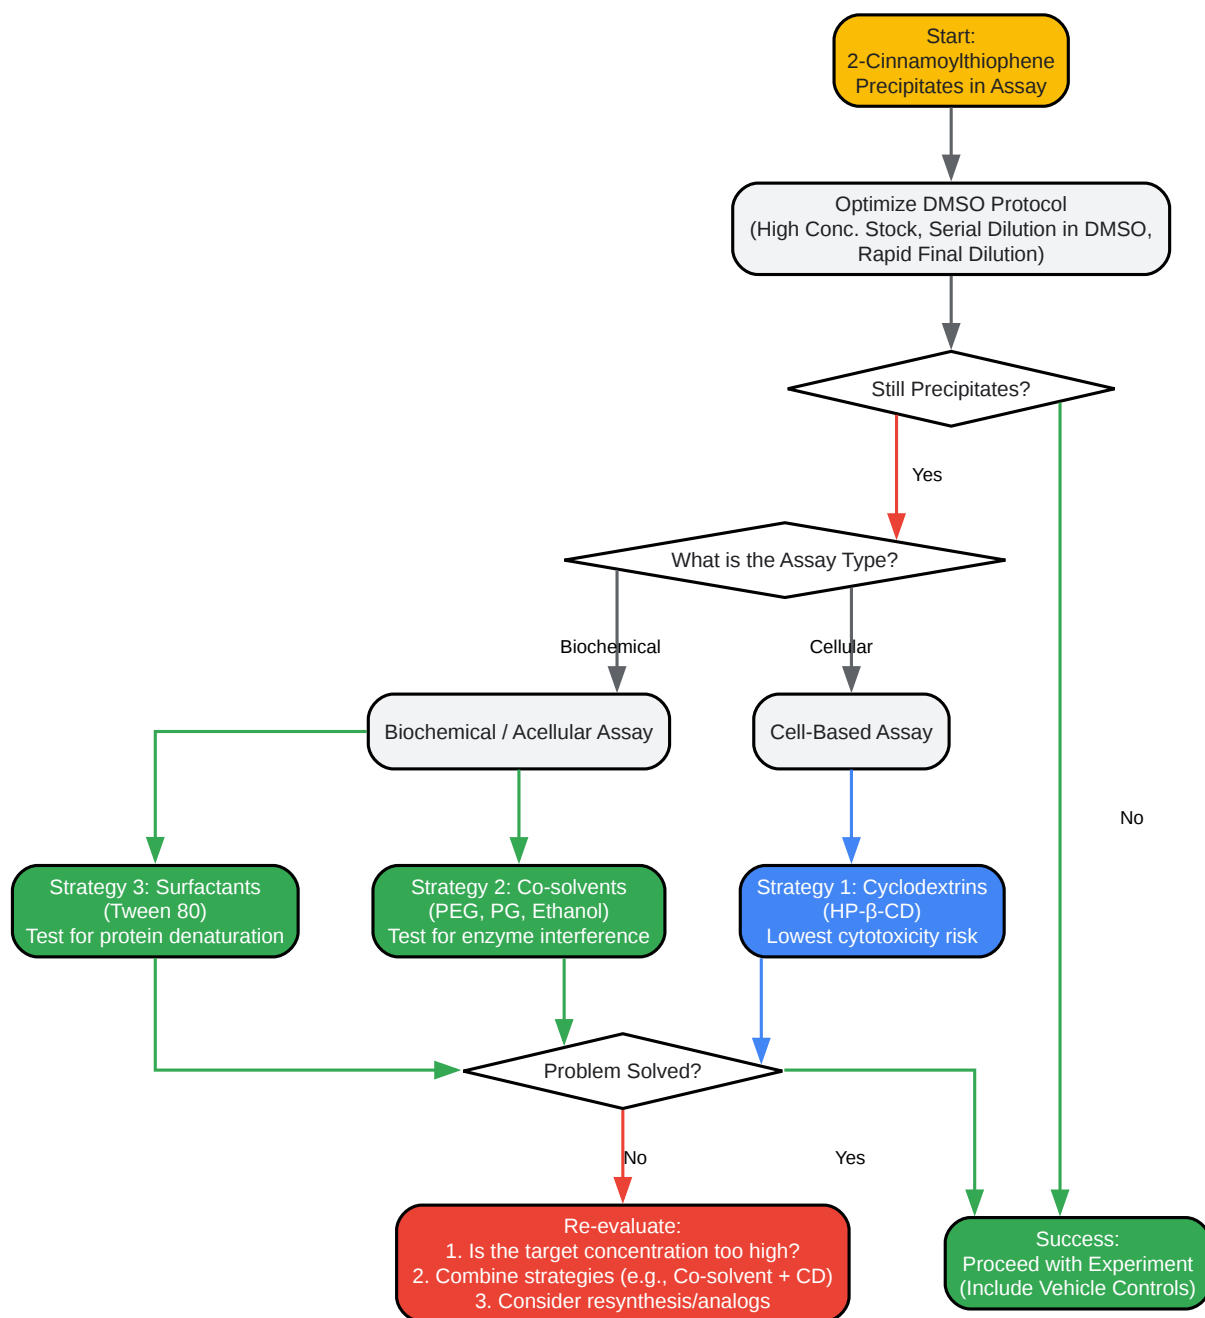 Start:
2-Cinnamoylthiophene
Precipitates in Assay
Optimize DMSO Protocol
(High Conc. Stock, Serial Dilution in DMSO,
Rapid Final Dilution)
Still Precipitates?
Yes
What is the Assay Type?
Biochemical
Cellular
Biochemical / Acellular Assay
Cell-Based Assay
No
Strategy 3: Surfactants
(Tween 80)
Test for protein denaturation
Strategy 2: Co-solvents
(PEG, PG, Ethanol)
Test for enzyme interference
Strategy 1: Cyclodextrins
(HP-β-CD)
Lowest cytotoxicity risk
Problem Solved?
No
Yes
Re-evaluate:
1. Is the target concentration too high?
2. Combine strategies (e.g., Co-solvent + CD)
3. Consider resynthesis/analogs
Success:
Proceed with Experiment
(Include Vehicle Controls)